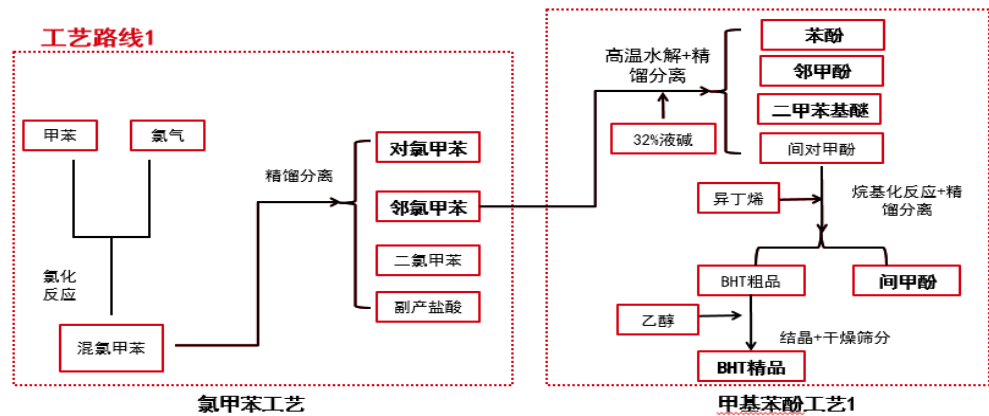 工艺路线1
甲苯
氯气
氯化
反应
混氯甲苯
精馏分离
对氯甲苯
邻氯甲苯
二氯甲苯
副产盐酸
氯甲苯工艺
高温水解+精
馏分离
32%液碱
苯酚
邻甲酚
二甲苯基醚
间对甲酚
异丁烯
烷基化反应+精
馏分离
BHT粗品
间甲酚
乙醇
结晶+干燥筛分
BHT精品
甲基苯酚工艺1